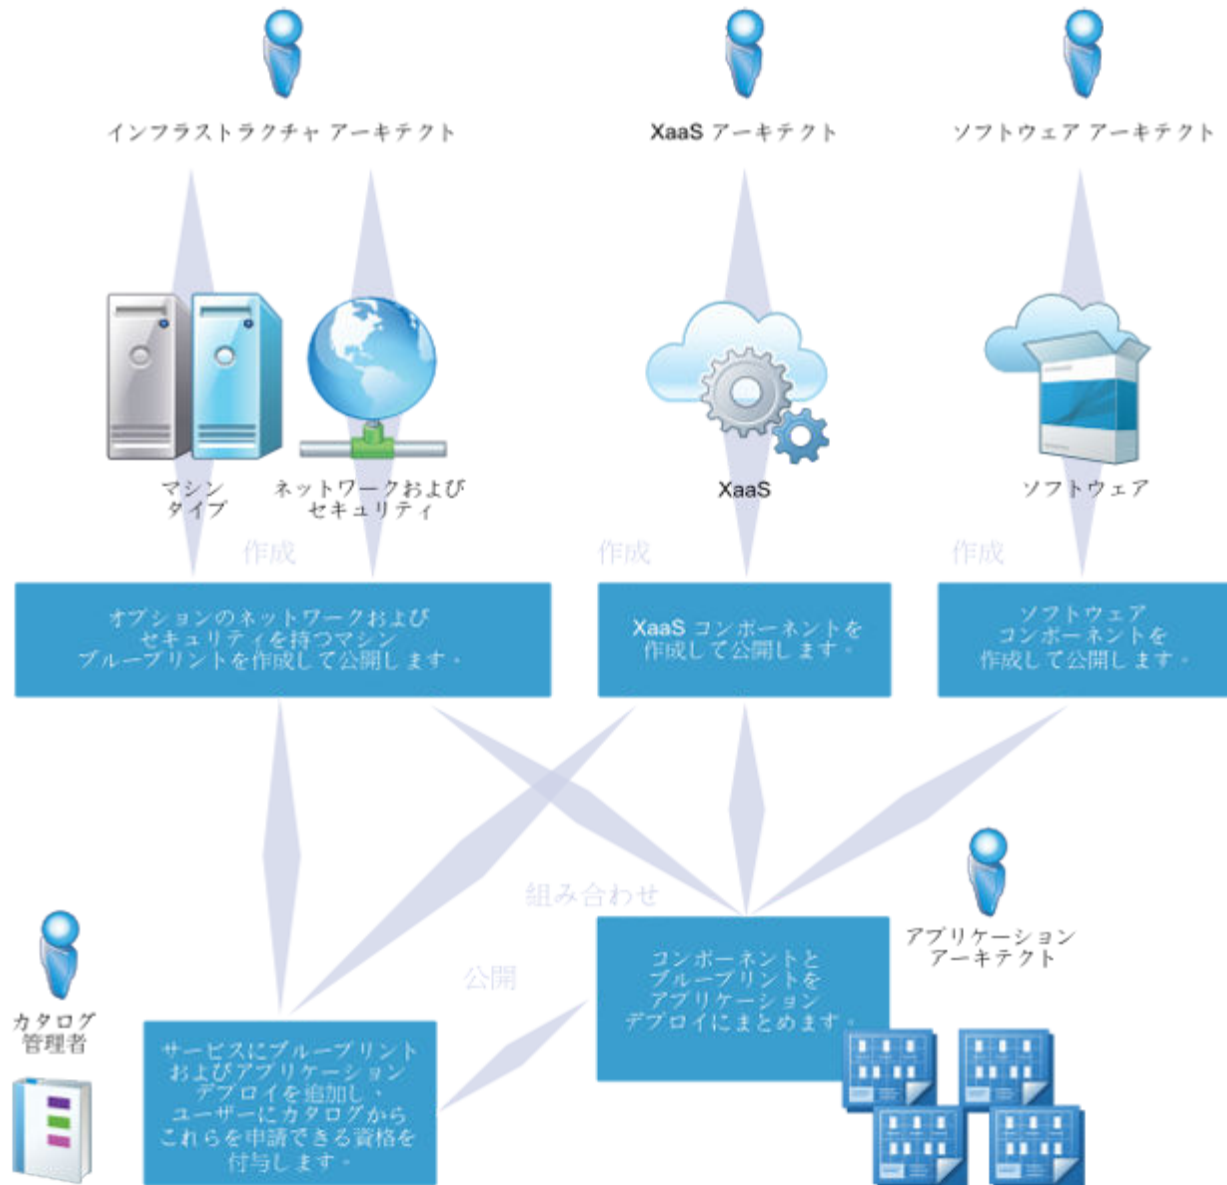 インフラストラクチャ アーキテクト
XaaS アーキテクト
ソフトウェア アーキテクト
マシン
タイプ
ネットワークおよび
セキュリティ
XaaS
ソフトウェア
作成
作成
作成
オプションのネットワークおよび
セキュリティを持つマシン
ブループリントを作成して公開します。
XaaS コンポーネントを
作成して公開します。
ソフトウェア
コンポーネントを
作成して公開します。
組み合わせ
アプリケーション
アーキテクト
コンポーネントと
ブループリントを
アプリケーション
デプロイにまとめます。
公開
カタログ
管理者
サービスにブループリント
およびアプリケーション
デプロイを追加し、
ユーザーにカタログから
これらを申請できる資格を
付与します。